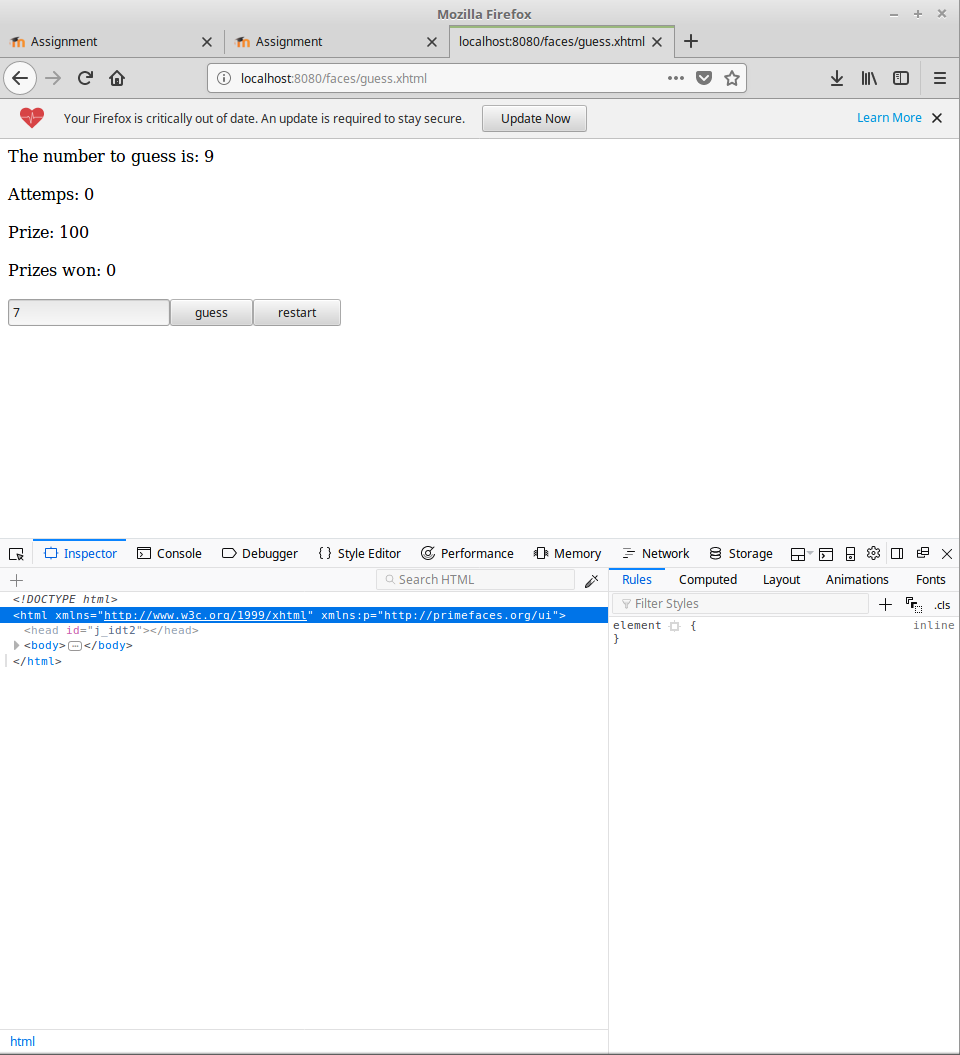 Mozilla Firefox
Assignment
Assignment
localhost:8080/faces/guess.xhtml
localhost:8080/faces/guess.xhtml
Your Firefox is critically out of date. An update is required to stay secure.
Update Now
Learn More
The number to guess is: 9
Attemps: 0
Prize: 100
Prizes won: 0
7
guess
restart
Inspector
Console
Debugger
{ } Style Editor
Performance
Memory
Network
Storage
Search HTML
Rules
Computed
Layout
Animations
Fonts
Filter Styles
.cls
<!DOCTYPE html>
<html xmlns="http://www.w3c.org/1999/xhtml" xmlns:p="http://primefaces.org/ui">
<head id="j_idt2"></head>
<body></body>
</html>
element {
inline
}
html